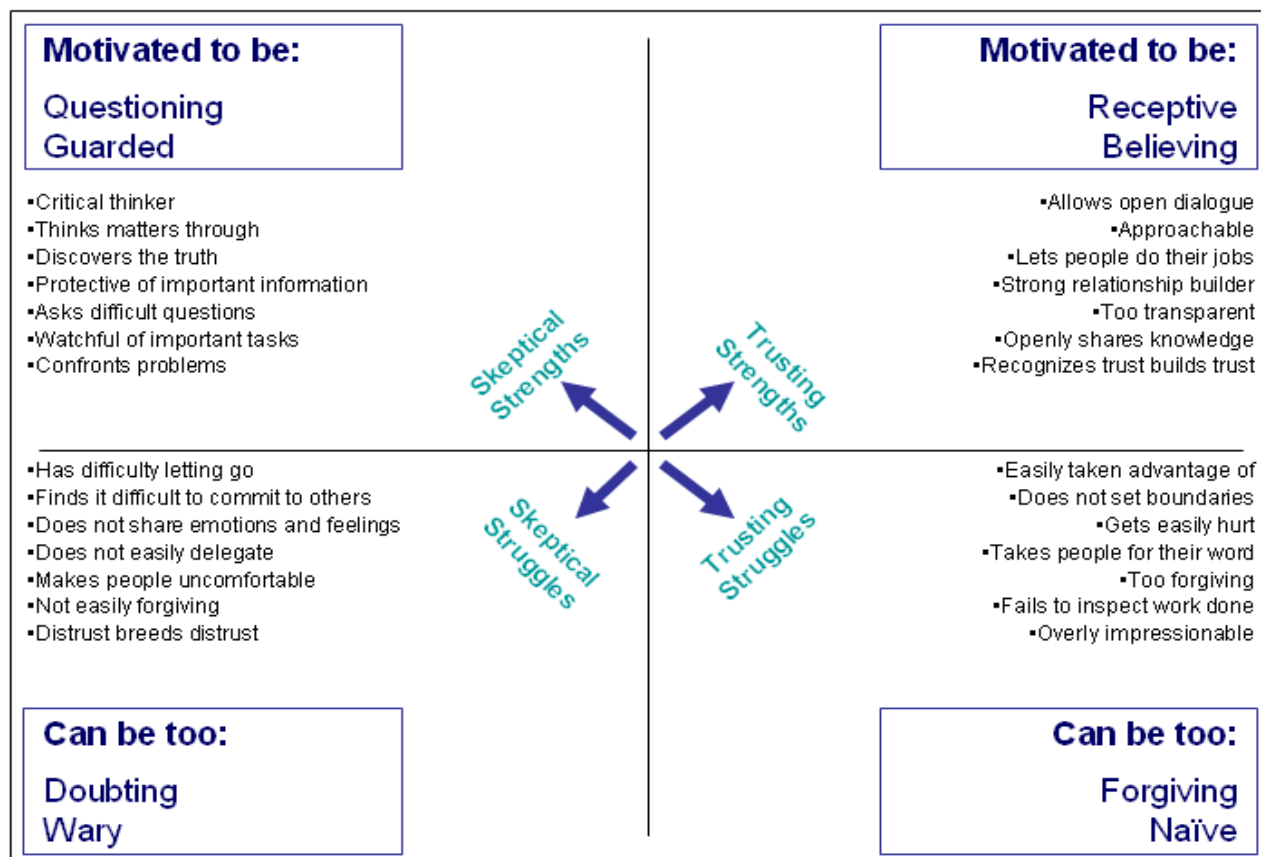 Motivated to be:
Questioning
Guarded
▪Critical thinker
▪Thinks matters through
▪Discovers the truth
▪Protective of important information
▪Asks difficult questions
▪Watchful of important tasks
▪Confronts problems
Skeptical
Strengths
Motivated to be:
Receptive
Believing
▪Allows open dialogue
▪Approachable
▪Lets people do their jobs
▪Strong relationship builder
▪Too transparent
▪Openly shares knowledge
▪Recognizes trust builds trust
Trusting
Strengths
▪Has difficulty letting go
▪Finds it difficult to commit to others
▪Does not share emotions and feelings
▪Does not easily delegate
▪Makes people uncomfortable
▪Not easily forgiving
▪Distrust breeds distrust
Skeptical
Struggles
Can be too:
Doubting
Wary
▪Easily taken advantage of
▪Does not set boundaries
▪Gets easily hurt
▪Takes people for their word
▪Too forgiving
▪Fails to inspect work done
▪Overly impressionable
Trusting
Struggles
Can be too:
Forgiving
Naïve